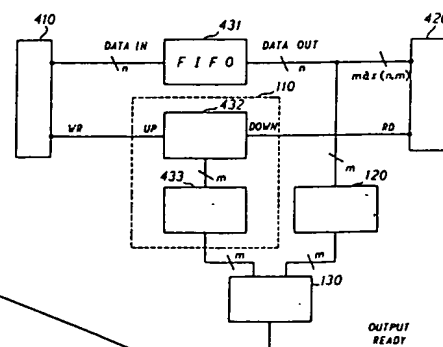 410
431
420
DATA IN
FIFO
DATA OUT
n
n
màx(n,m)
110
432
WR
UP
DOWN
RD
m
m
433
120
m
m
130
OUTPUT
READY